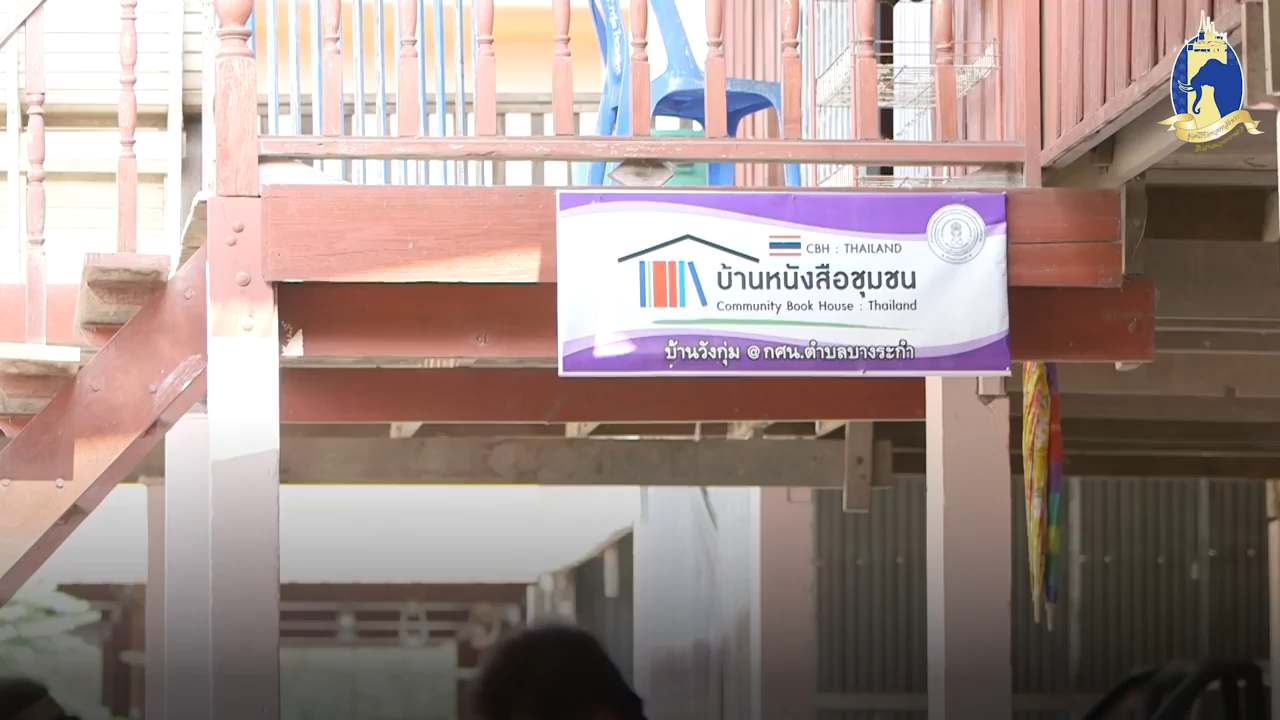 CBH : THAILAND
บ้านหนังสือชุมชน
Community Book House : Thailand
บ้านวังกุ่ม @ กศน.ตำบลบางระกำ